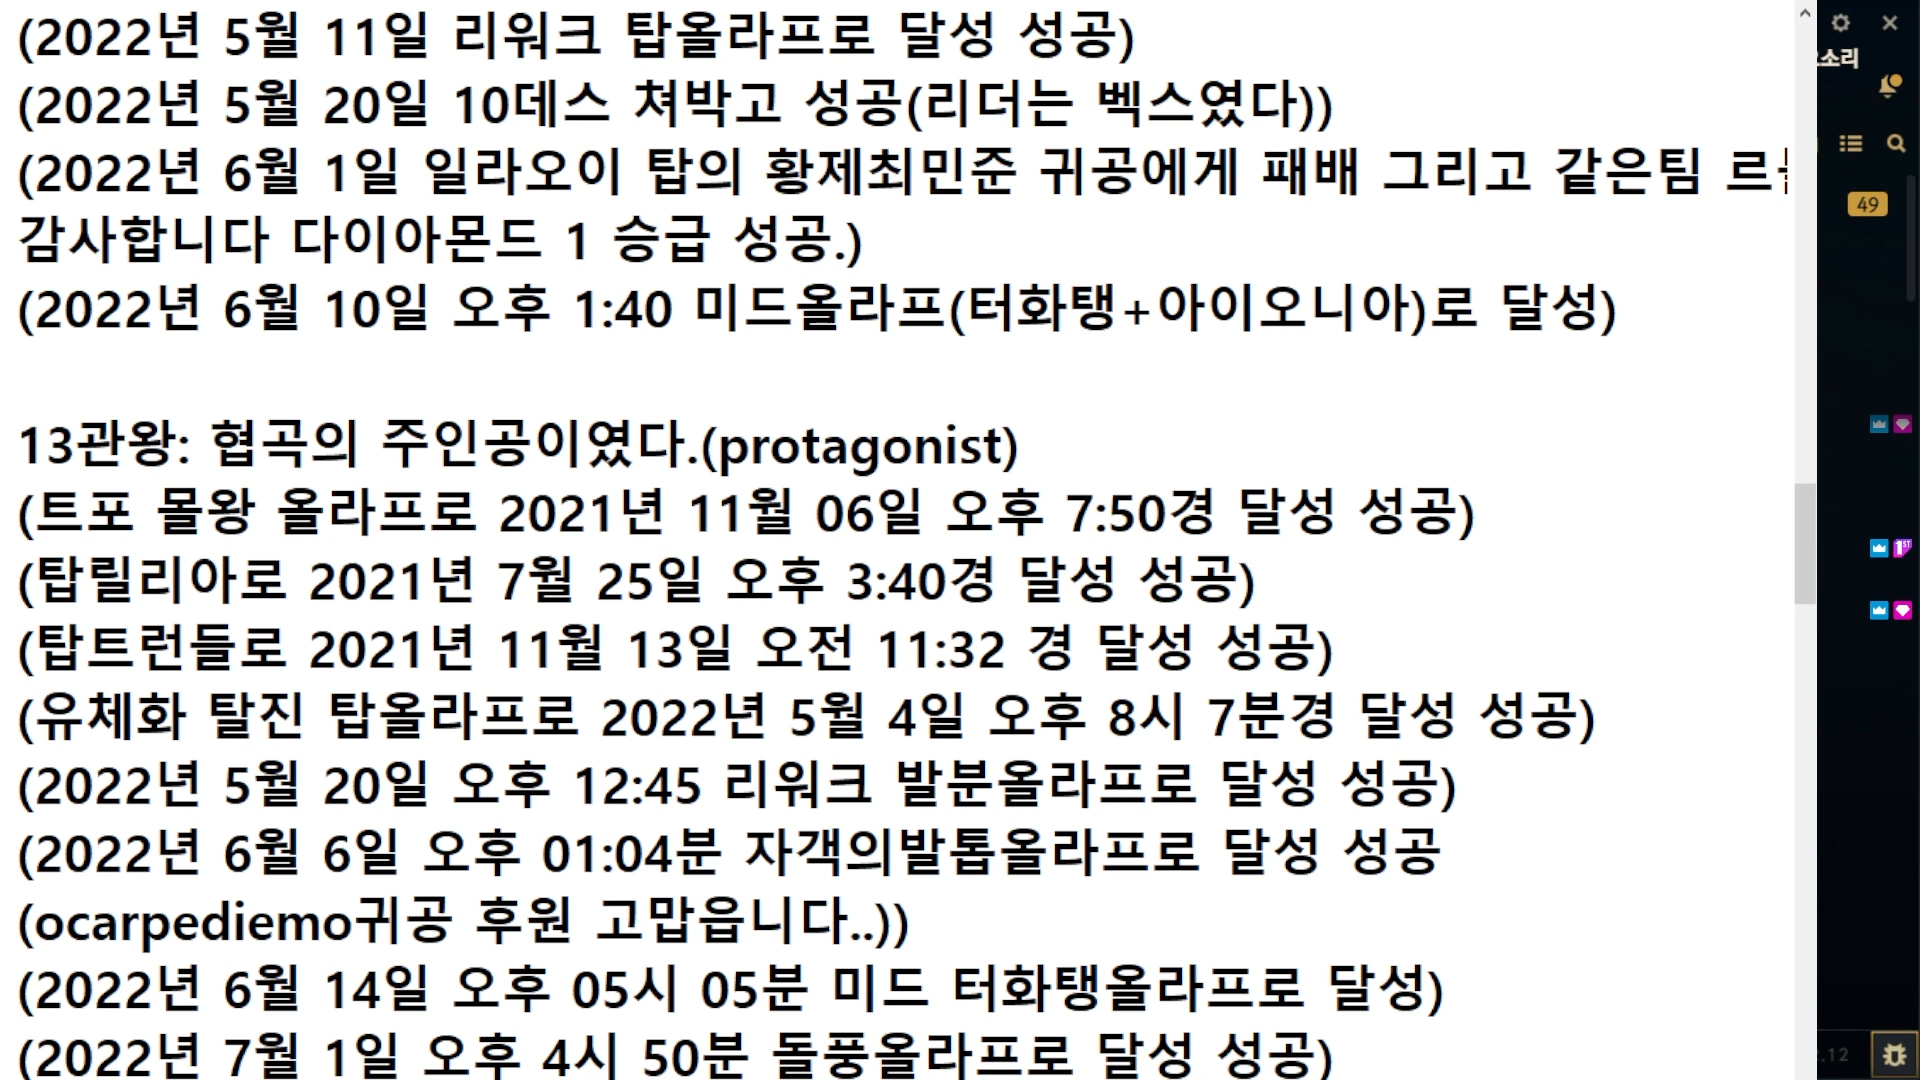 (2022년 5월 11일 리워크 탑올라프로 달성 성공)
(2022년 5월 20일 10데스 쳐박고 성공(리더는 벡스였다))
(2022년 6월 1일 일라오이 탑의 황제최민준 귀공에게 패배 그리고 같은팀
감사합니다 다이아몬드 1 승급 성공.)
(2022년 6월 10일 오후 1:40 미드올라프(터화탱+아이오니아)로 달성)
13관왕: 협곡의 주인공이였다.(protagonist)
(트포 몰왕 올라프로 2021년 11월 06일 오후 7:50경 달성 성공)
(탑릴리아로 2021년 7월 25일 오후 3:40경 달성 성공)
(탑트런들로 2021년 11월 13일 오전 11:32 경 달성 성공)
(유체화 탈진 탑올라프로 2022년 5월 4일 오후 8시 7분경 달성 성공)
(2022년 5월 20일 오후 12:45 리워크 발분올라프로 달성 성공)
(2022년 6월 6일 오후 01:04분 자객의발톱올라프로 달성 성공
(ocarpediemo귀공 후원 고맙읍니다..))
(2022년 6월 14일 오후 05시 05분 미드 터화탱올라프로 달성)
(2022년 7월 1일 오후 4시 50분 돌풍올라프로 달성 성공)
소리
49
1ST
.12